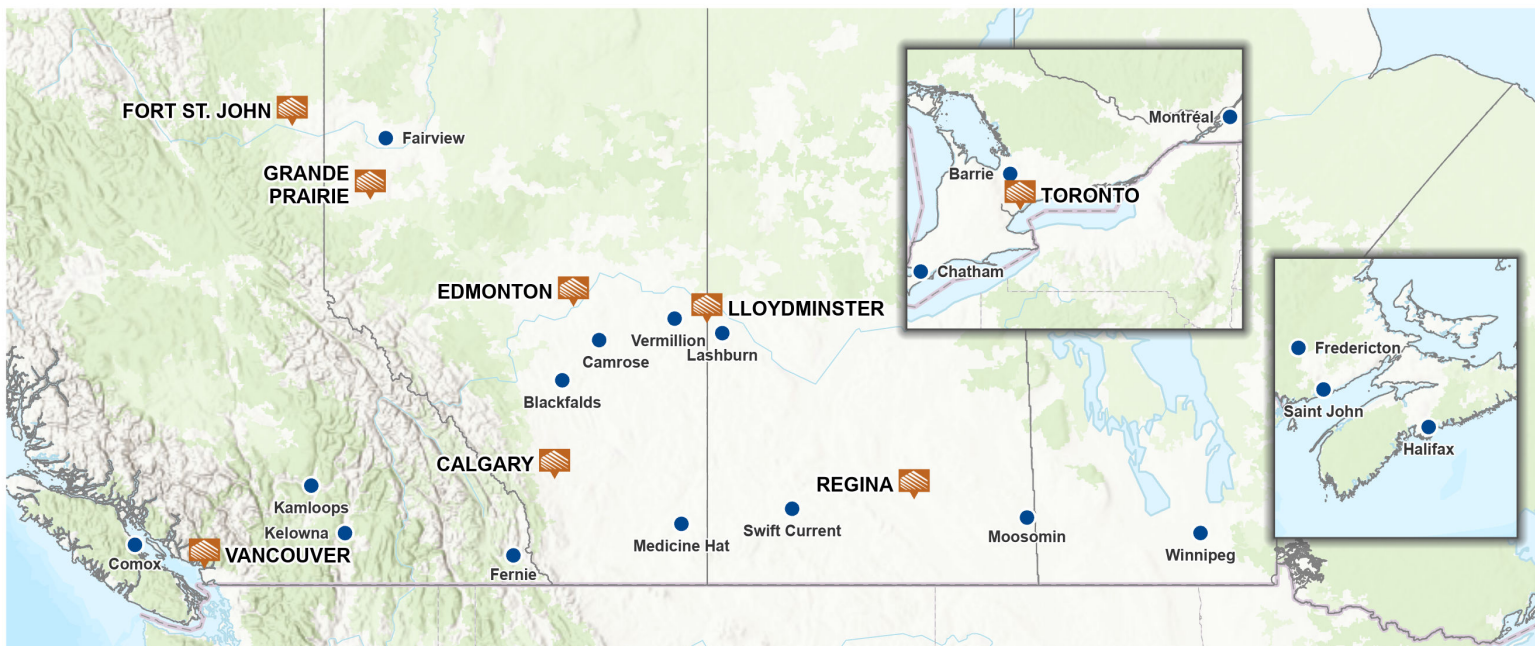 FORT ST. JOHN
Fairview
GRANDE
PRAIRIE
EDMONTON
LLOYDMINSTER
Vermillion
Lashburn
Camrose
Blackfalds
CALGARY
REGINA
Kamloops
Kelowna
Comox
VANCOUVER
Fernie
Medicine Hat
Swift Current
Moosomin
Winnipeg
Montréal
Barrie
TORONTO
Chatham
Fredericton
Saint John
Halifax